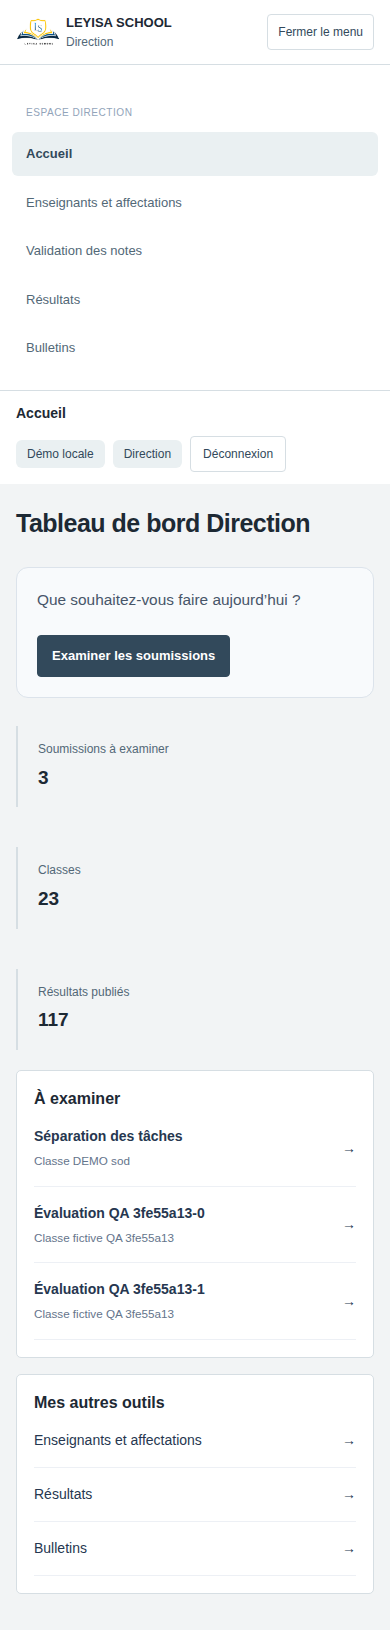 LEYISA SCHOOL
Direction
Fermer le menu
ESPACE DIRECTION
Accueil
Enseignants et affectations
Validation des notes
Résultats
Bulletins
Accueil
Démo locale
Direction
Déconnexion
Tableau de bord Direction
Que souhaitez-vous faire aujourd’hui ?
Examiner les soumissions
Soumissions à examiner
3
Classes
23
Résultats publiés
117
À examiner
Séparation des tâches
Classe DEMO sod
→
Évaluation QA 3fe55a13-0
Classe fictive QA 3fe55a13
→
Évaluation QA 3fe55a13-1
Classe fictive QA 3fe55a13
→
Mes autres outils
Enseignants et affectations →
Résultats →
Bulletins →